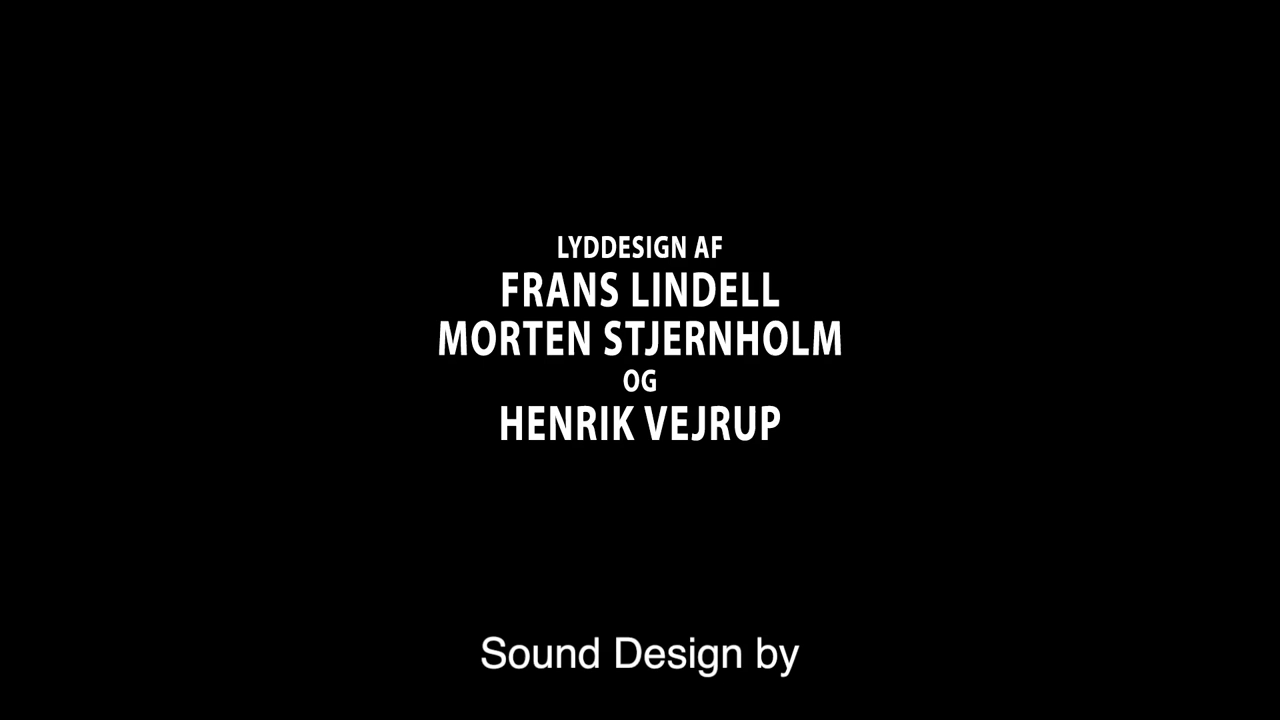 LYDDESIGN AF
FRANS LINDELL
MORTEN STJERNHOLM
OG
HENRIK VEJRUP
Sound Design by